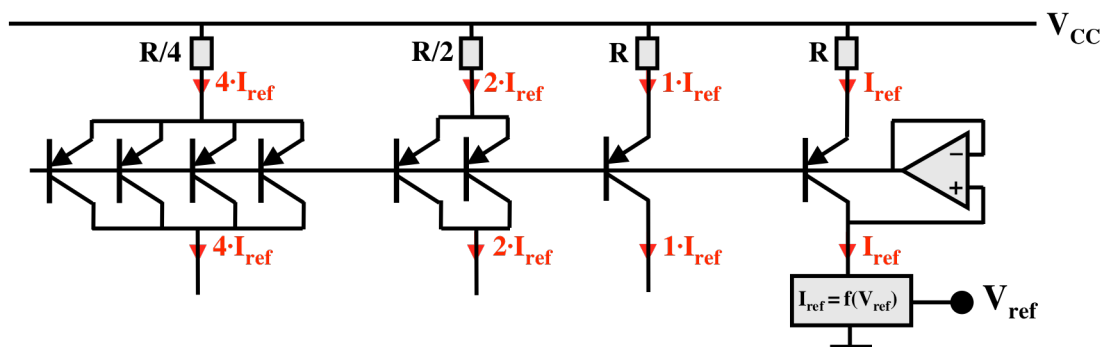 V_CC
R/4 R/2 R R
4·I_ref 2·I_ref 1·I_ref I_ref
−
+
4·I_ref 2·I_ref 1·I_ref I_ref
I_ref = f(V_ref) V_ref